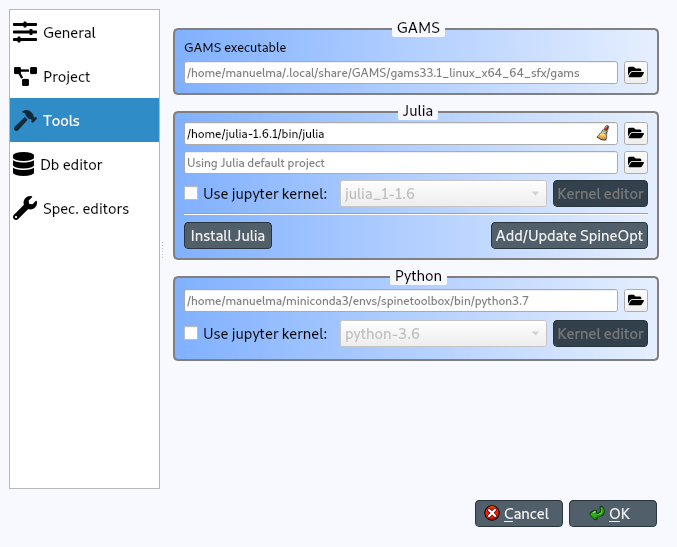 General
Project
Tools
Db editor
Spec. editors
GAMS
GAMS executable
/home/manuelma/.local/share/GAMS/gams33.1_linux_x64_64_sfx/gams
Julia
/home/julia-1.6.1/bin/julia
Using Julia default project
Use jupyter kernel: julia_1-1.6 Kernel editor
Install Julia Add/Update SpineOpt
Python
/home/manuelma/miniconda3/envs/spinetoolbox/bin/python3.7
Use jupyter kernel: python-3.6 Kernel editor
Cancel OK